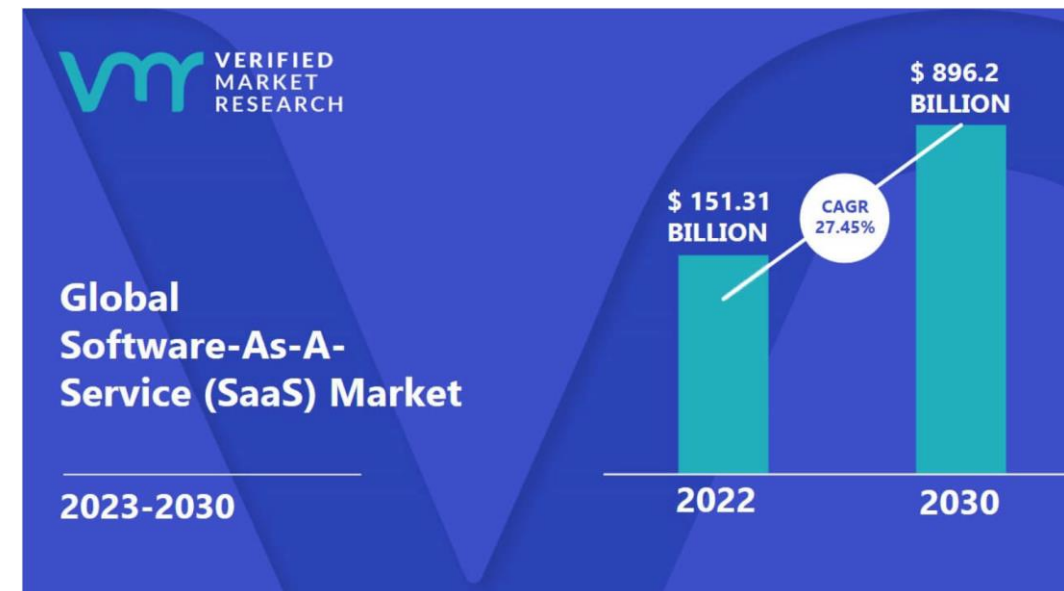 vmr
VERIFIED
MARKET
RESEARCH
Global
Software-As-A-
Service (SaaS) Market
2023-2030
$ 151.31
BILLION
CAGR
27.45%
$ 896.2
BILLION
2022
2030